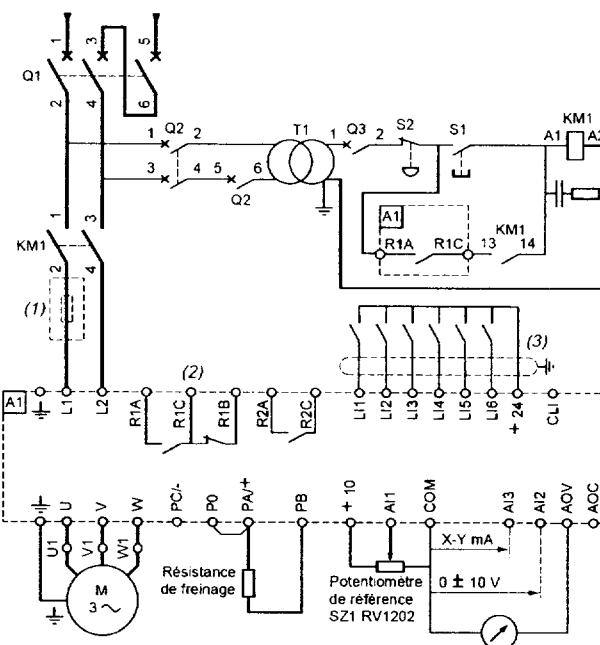 1 3 5
Q1
2 4 6
1 Q2 2 T1 1 Q3 2 S2 S1 KM1
A1 A2
3 4 5 6
Q2
1 3
A1
KM1
R1A R1C 13 14
KM1
2 4
(1)
(2) (3)
A1 L1 L2 R1A R1C R1B R2A R2C LI1 LI2 LI3 LI4 LI5 LI6 + 24 CLI
U V W PC/- P0 PA/+ PB + 10 AI1 COM AI3 AI2 AOV AOC
U1 V1 W1
X-Y mA
M
3 ~
Résistance
de freinage
Potentiomètre
de référence
SZ1 RV1202
0 ± 10 V